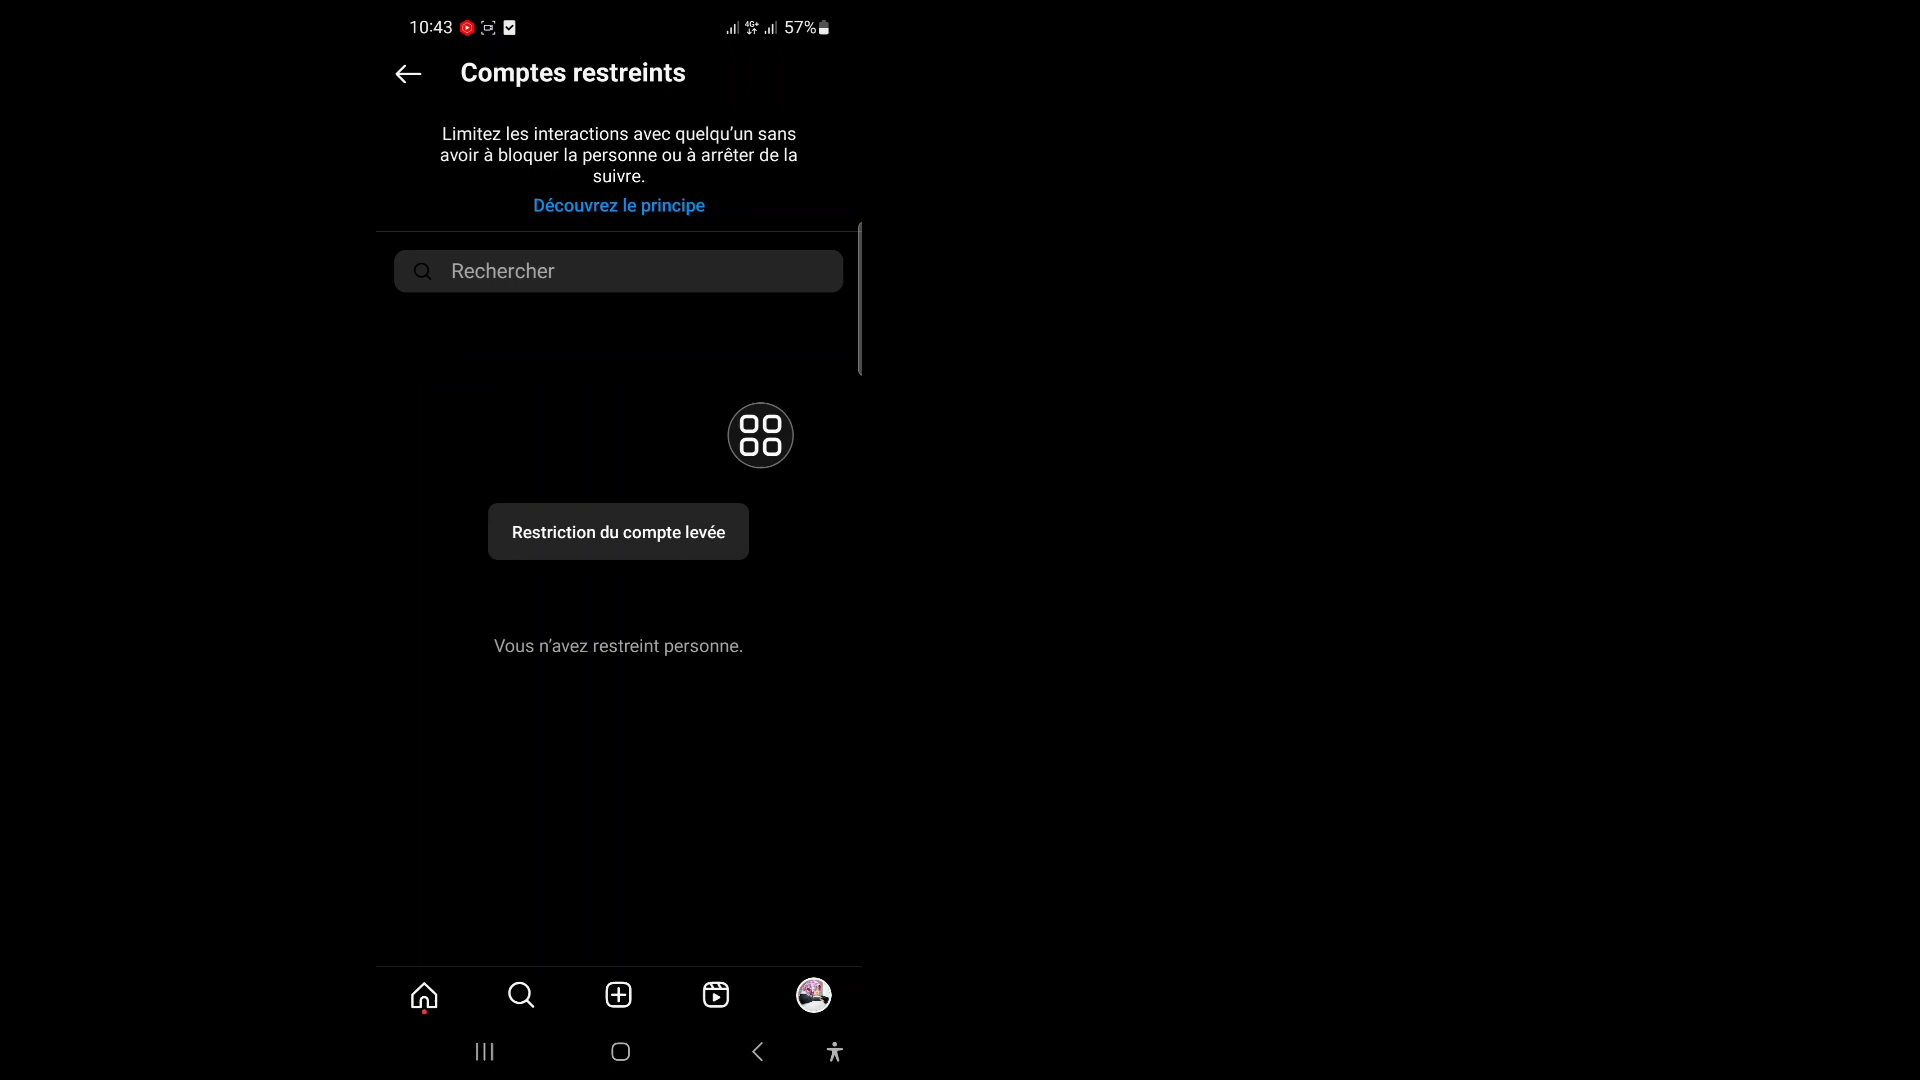 10:43
4G+
57%
Comptes restreints
Limitez les interactions avec quelqu’un sans
avoir à bloquer la personne ou à arrêter de la
suivre.
Découvrez le principe
Rechercher
Restriction du compte levée
Vous n’avez restreint personne.